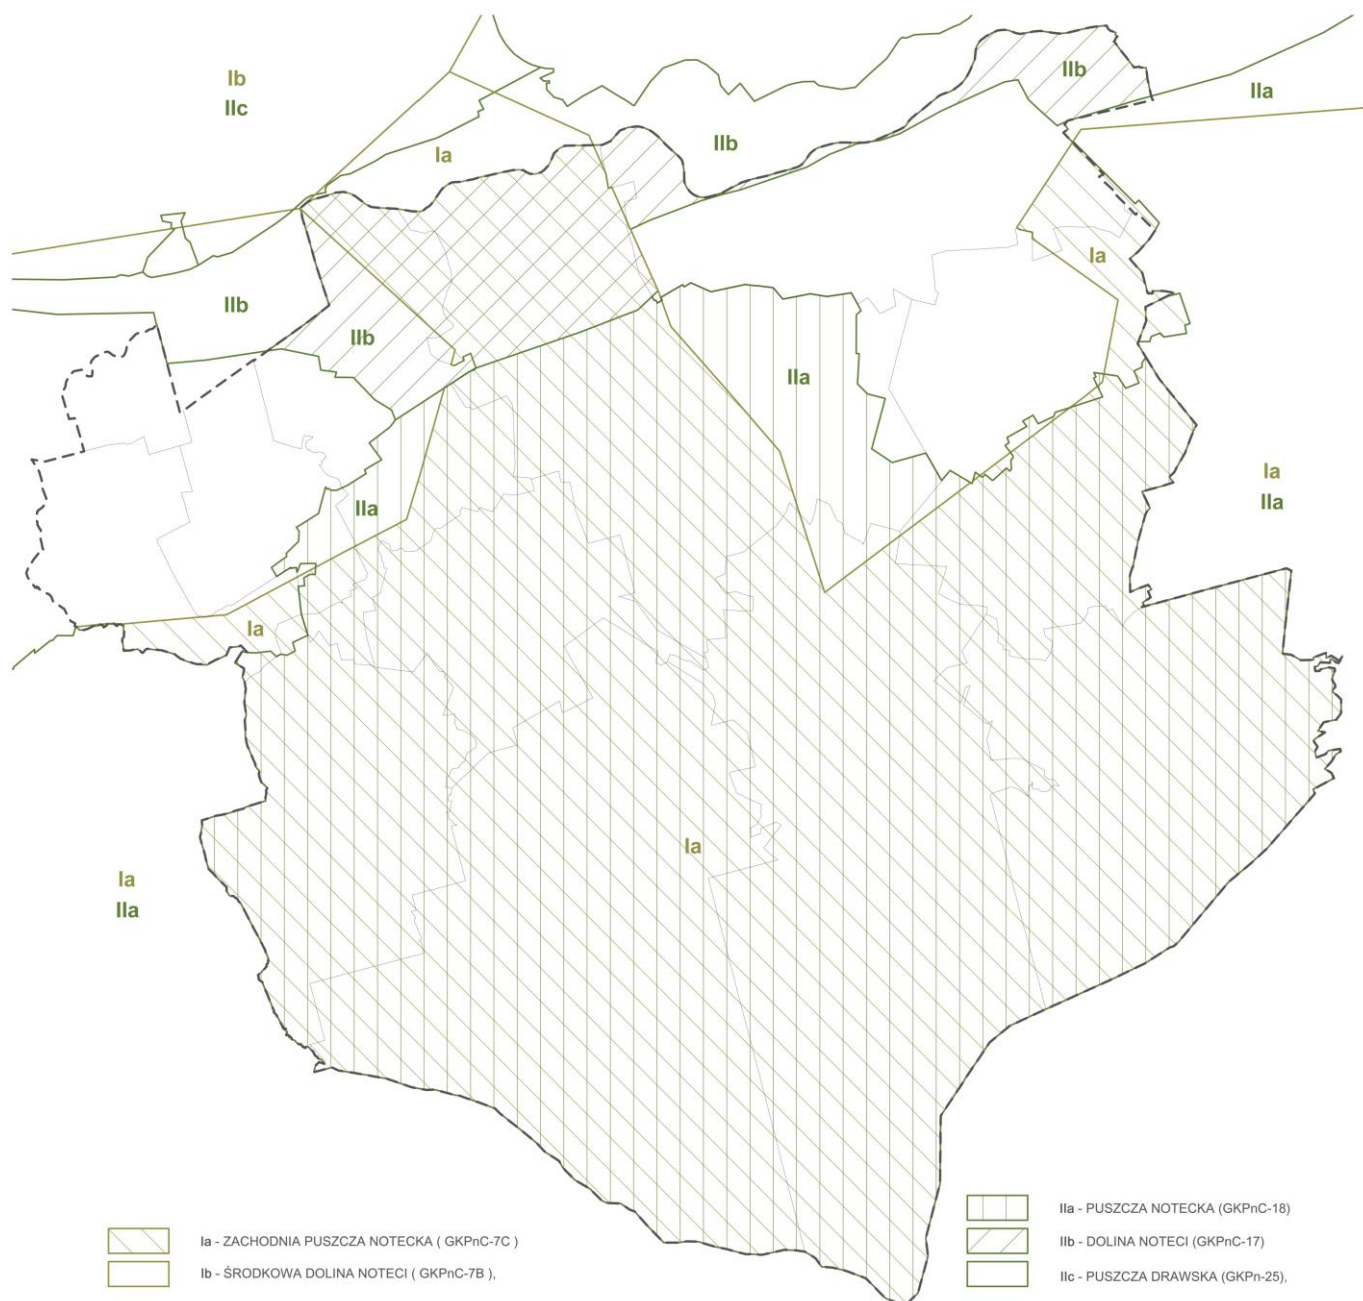 Ib
IIc
IIb
IIa
Ia
IIb
Ia
IIb
IIb
IIa
Ia
IIa
IIa
Ia
Ia
Ia
IIa
Ia - ZACHODNIA PUSZCZA NOTECKA ( GKPnC-7C )
Ib - ŚRODKOWA DOLINA NOTECI ( GKPnC-7B ),
IIa - PUSZCZA NOTECKA (GKPnC-18)
IIb - DOLINA NOTECI (GKPnC-17)
IIc - PUSZCZA DRAWSKA (GKPn-25),